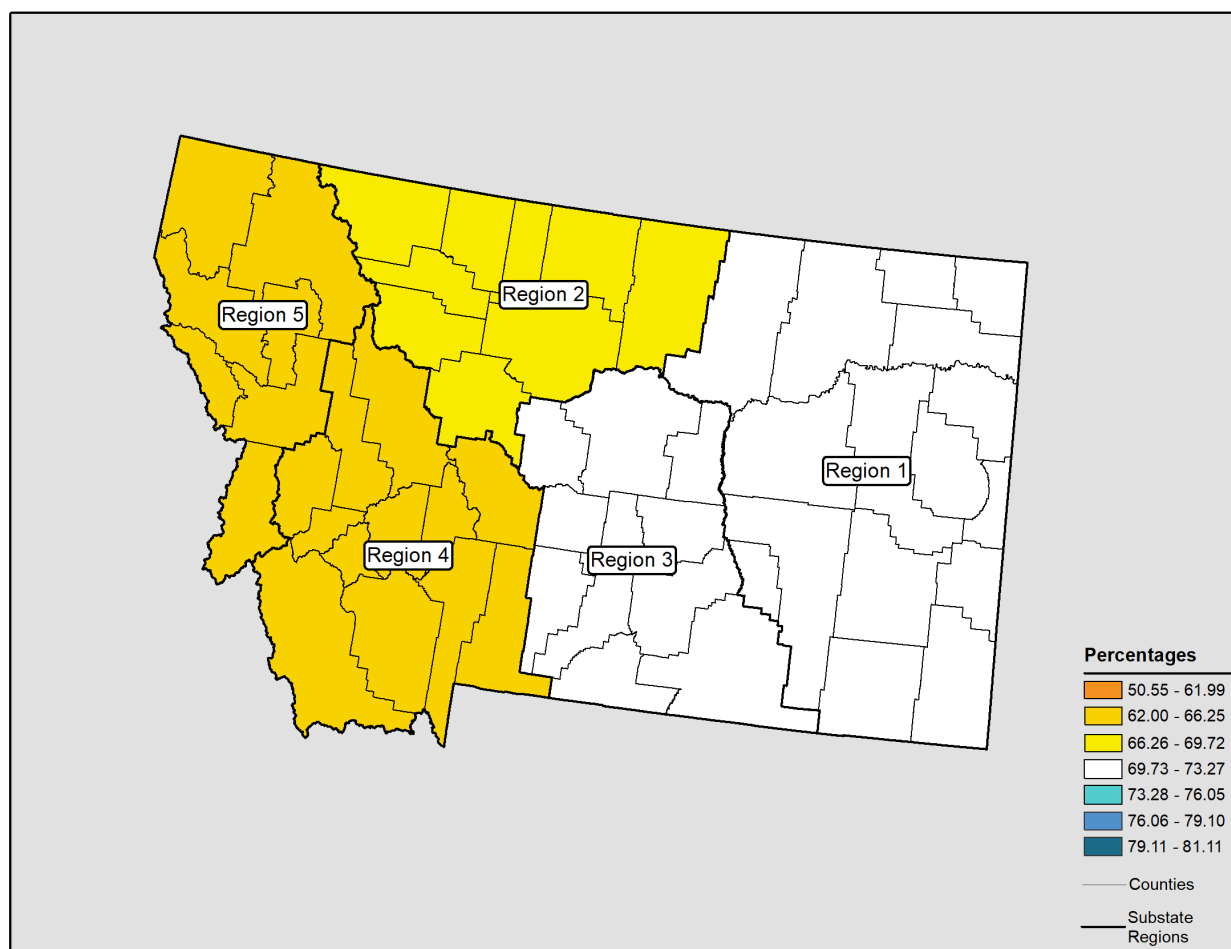 Region 2
Region 5
Region 1
Region 4
Region 3
Percentages
50.55 - 61.99
62.00 - 66.25
66.26 - 69.72
69.73 - 73.27
73.28 - 76.05
76.06 - 79.10
79.11 - 81.11
Counties
Substate
Regions